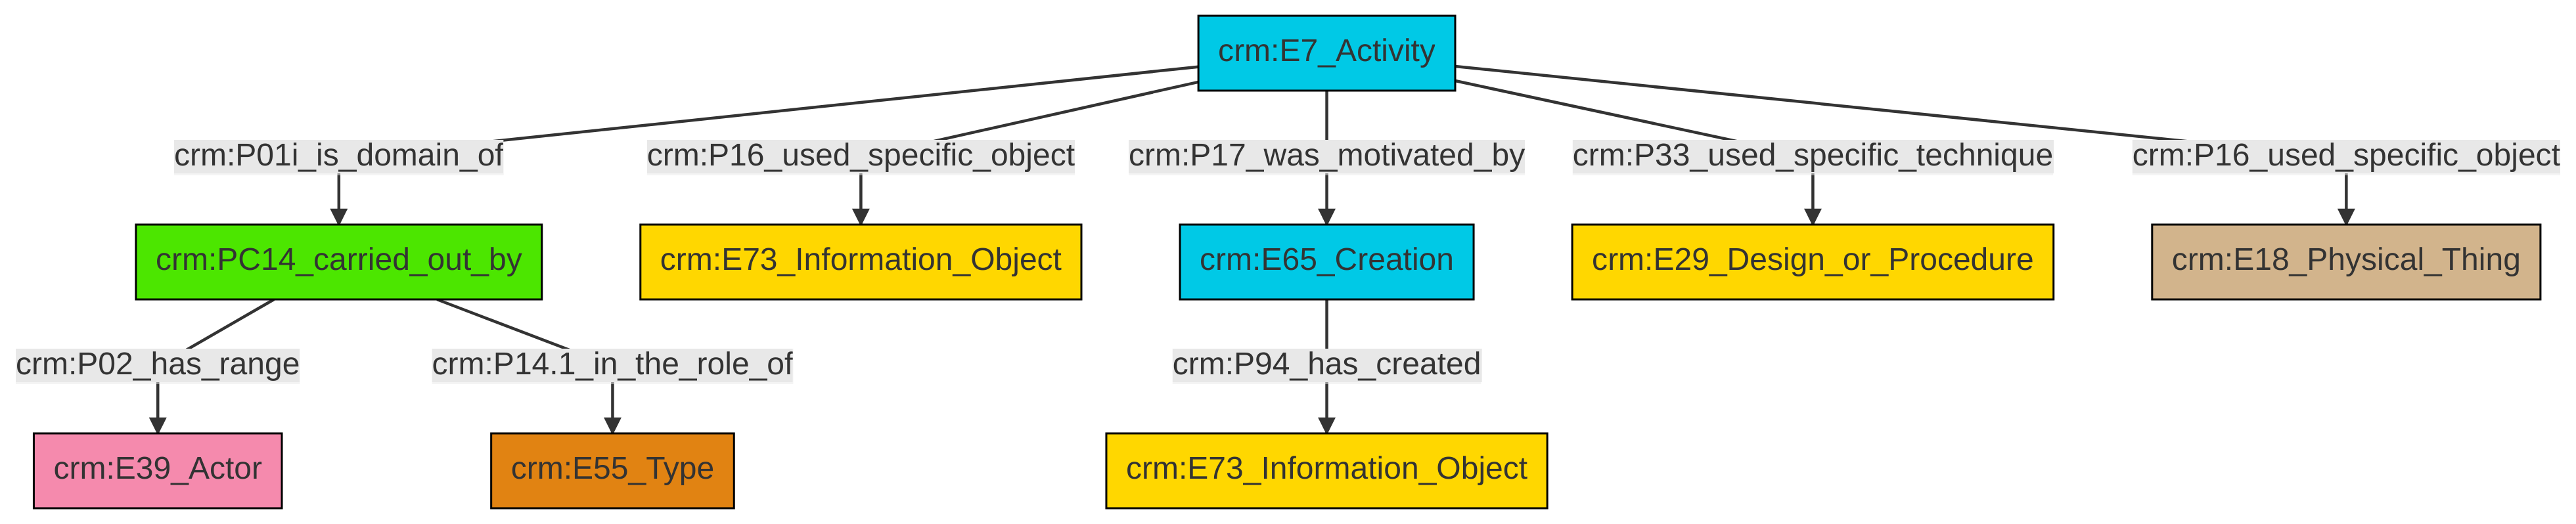 crm:E7_Activity
crm:P01i_is_domain_of
crm:P16_used_specific_object
crm:P17_was_motivated_by
crm:P33_used_specific_technique
crm:P16_used_specific_object
crm:PC14_carried_out_by
crm:E73_Information_Object
crm:E65_Creation
crm:E29_Design_or_Procedure
crm:E18_Physical_Thing
crm:P02_has_range
crm:P14.1_in_the_role_of
crm:P94_has_created
crm:E39_Actor
crm:E55_Type
crm:E73_Information_Object